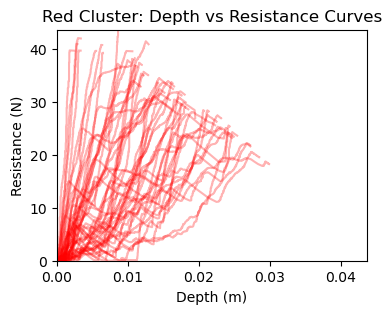 Red Cluster: Depth vs Resistance Curves
Resistance (N)
40
30
20
10
0
0.00 0.01 0.02 0.03 0.04
Depth (m)